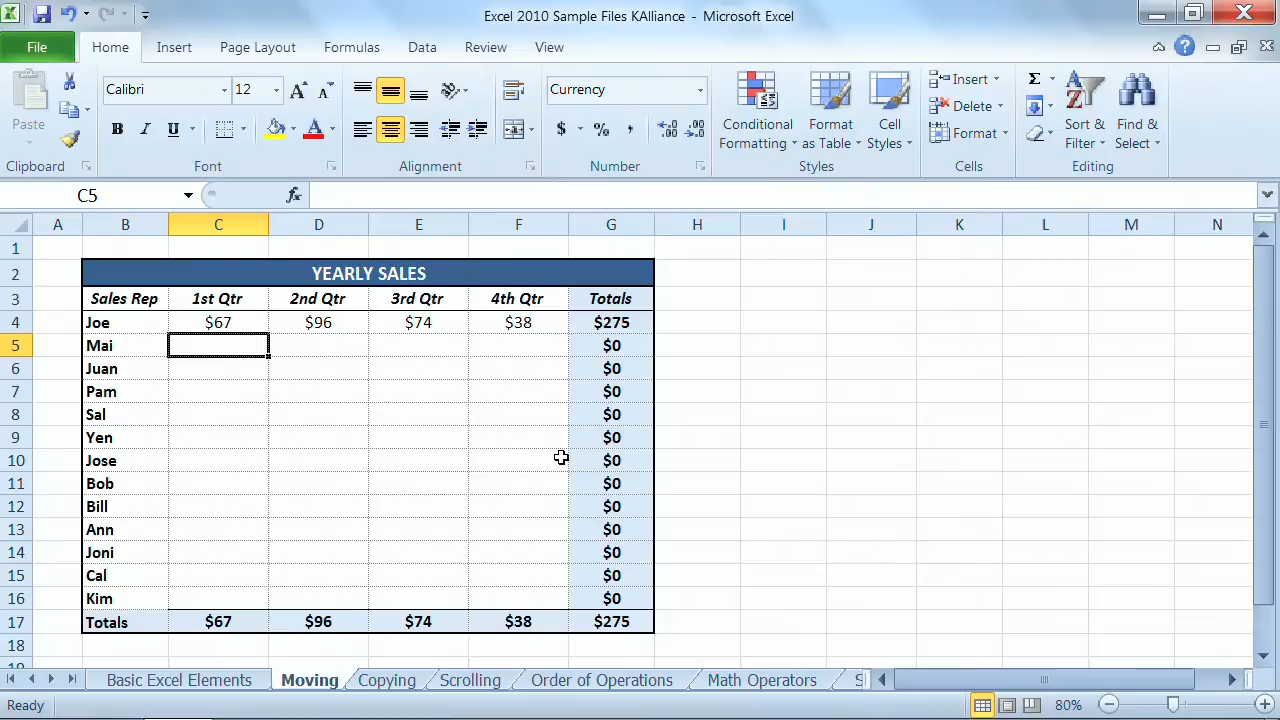 Excel 2010 Sample Files KAlliance - Microsoft Excel
File Home Insert Page Layout Formulas Data Review View
Calibri 12 Currency Insert Σ
Paste B I U A $ % , Conditional Formatting Format as Table Cell Styles Delete Format Sort & Filter Find & Select
Clipboard Font Alignment Number Styles Cells Editing
C5 fx
A B C D E F G H I J K L M N
1
2 YEARLY SALES
3 Sales Rep 1st Qtr 2nd Qtr 3rd Qtr 4th Qtr Totals
4 Joe $67 $96 $74 $38 $275
5 Mai $0
6 Juan $0
7 Pam $0
8 Sal $0
9 Yen $0
10 Jose $0
11 Bob $0
12 Bill $0
13 Ann $0
14 Joni $0
15 Cal $0
16 Kim $0
17 Totals $67 $96 $74 $38 $275
18
Basic Excel Elements Moving Copying Scrolling Order of Operations Math Operators
Ready 80%